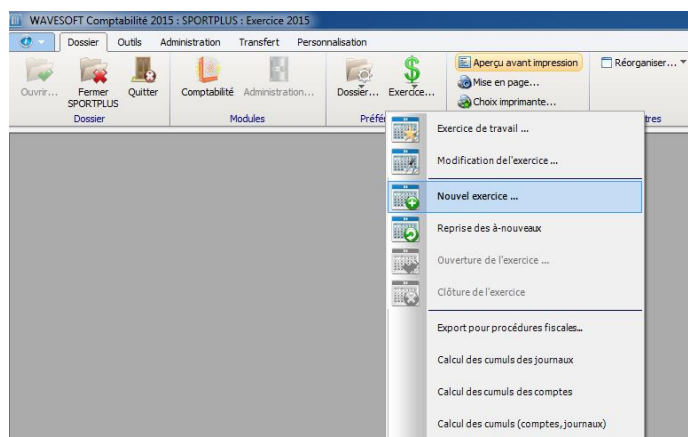 WAVESOFT Comptabilité 2015 : SPORTPLUS : Exercice 2015
Dossier Outils Administration Transfert Personnalisation
Ouvrir... Fermer SPORTPLUS Quitter
Dossier
Comptabilité Administration...
Modules
Dossier... Exercice...
Aperçu avant impression
Mise en page...
Choix imprimante...
Réorganiser...
Exercice de travail ...
Modification de l'exercice ...
Nouvel exercice ...
Reprise des à-nouveaux
Ouverture de l'exercice ...
Clôture de l'exercice
Export pour procédures fiscales...
Calcul des cumuls des journaux
Calcul des cumuls des comptes
Calcul des cumuls (comptes, journaux)